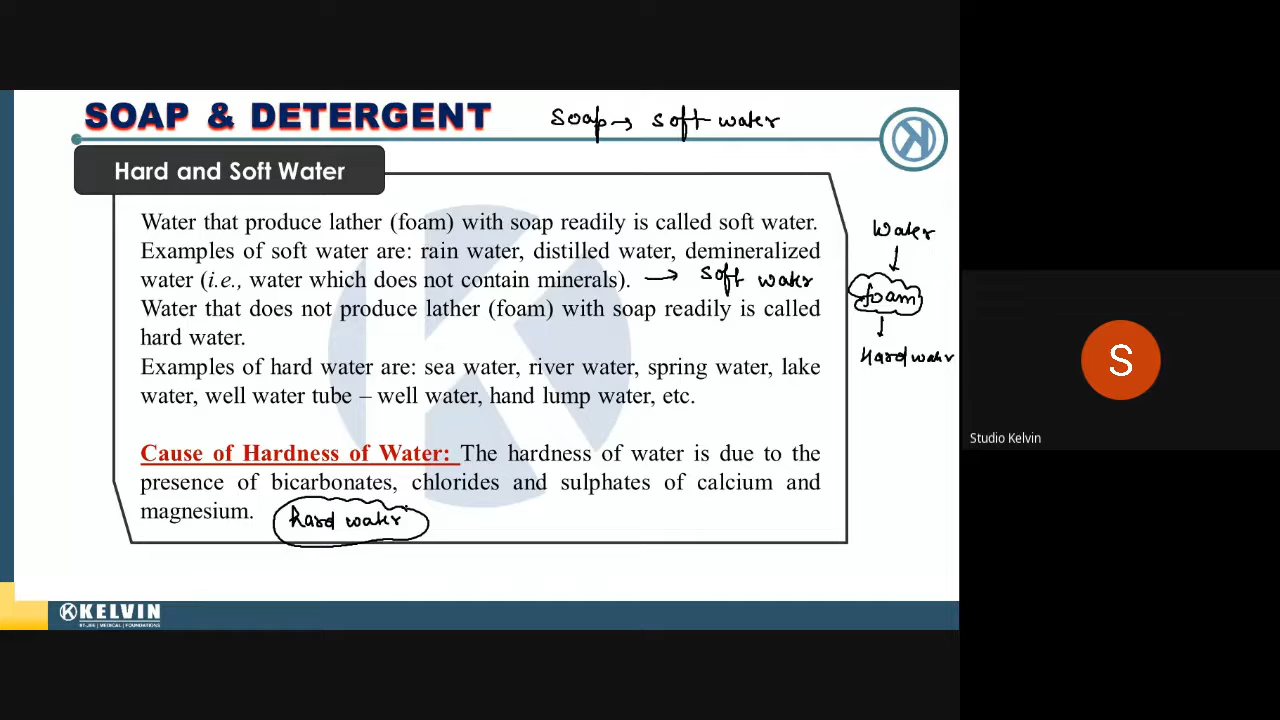 SOAP & DETERGENT
Soap → soft water
Hard and Soft Water
Water that produce lather (foam) with soap readily is called soft water.
Examples of soft water are: rain water, distilled water, demineralized
water (i.e., water which does not contain minerals). → soft water
Water that does not produce lather (foam) with soap readily is called
hard water.
Examples of hard water are: sea water, river water, spring water, lake
water, well water tube – well water, hand lump water, etc.
Cause of Hardness of Water: The hardness of water is due to the
presence of bicarbonates, chlorides and sulphates of calcium and
magnesium.
hard water
water
foam
Hard water
S
Studio Kelvin
KELVIN
IIT-JEE | MEDICAL | FOUNDATIONS